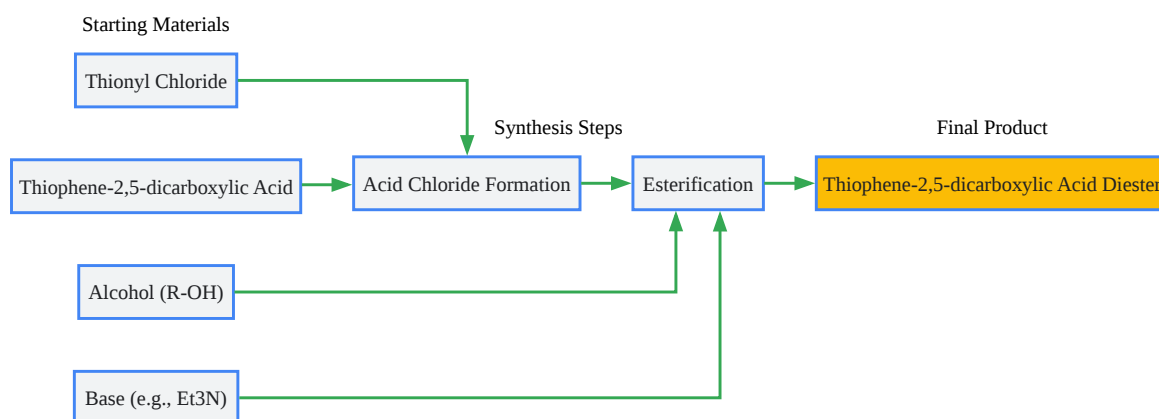 Starting Materials
Thionyl Chloride
Synthesis Steps
Final Product
Thiophene-2,5-dicarboxylic Acid
Acid Chloride Formation
Esterification
Thiophene-2,5-dicarboxylic Acid Diester
Alcohol (R-OH)
Base (e.g., Et3N)